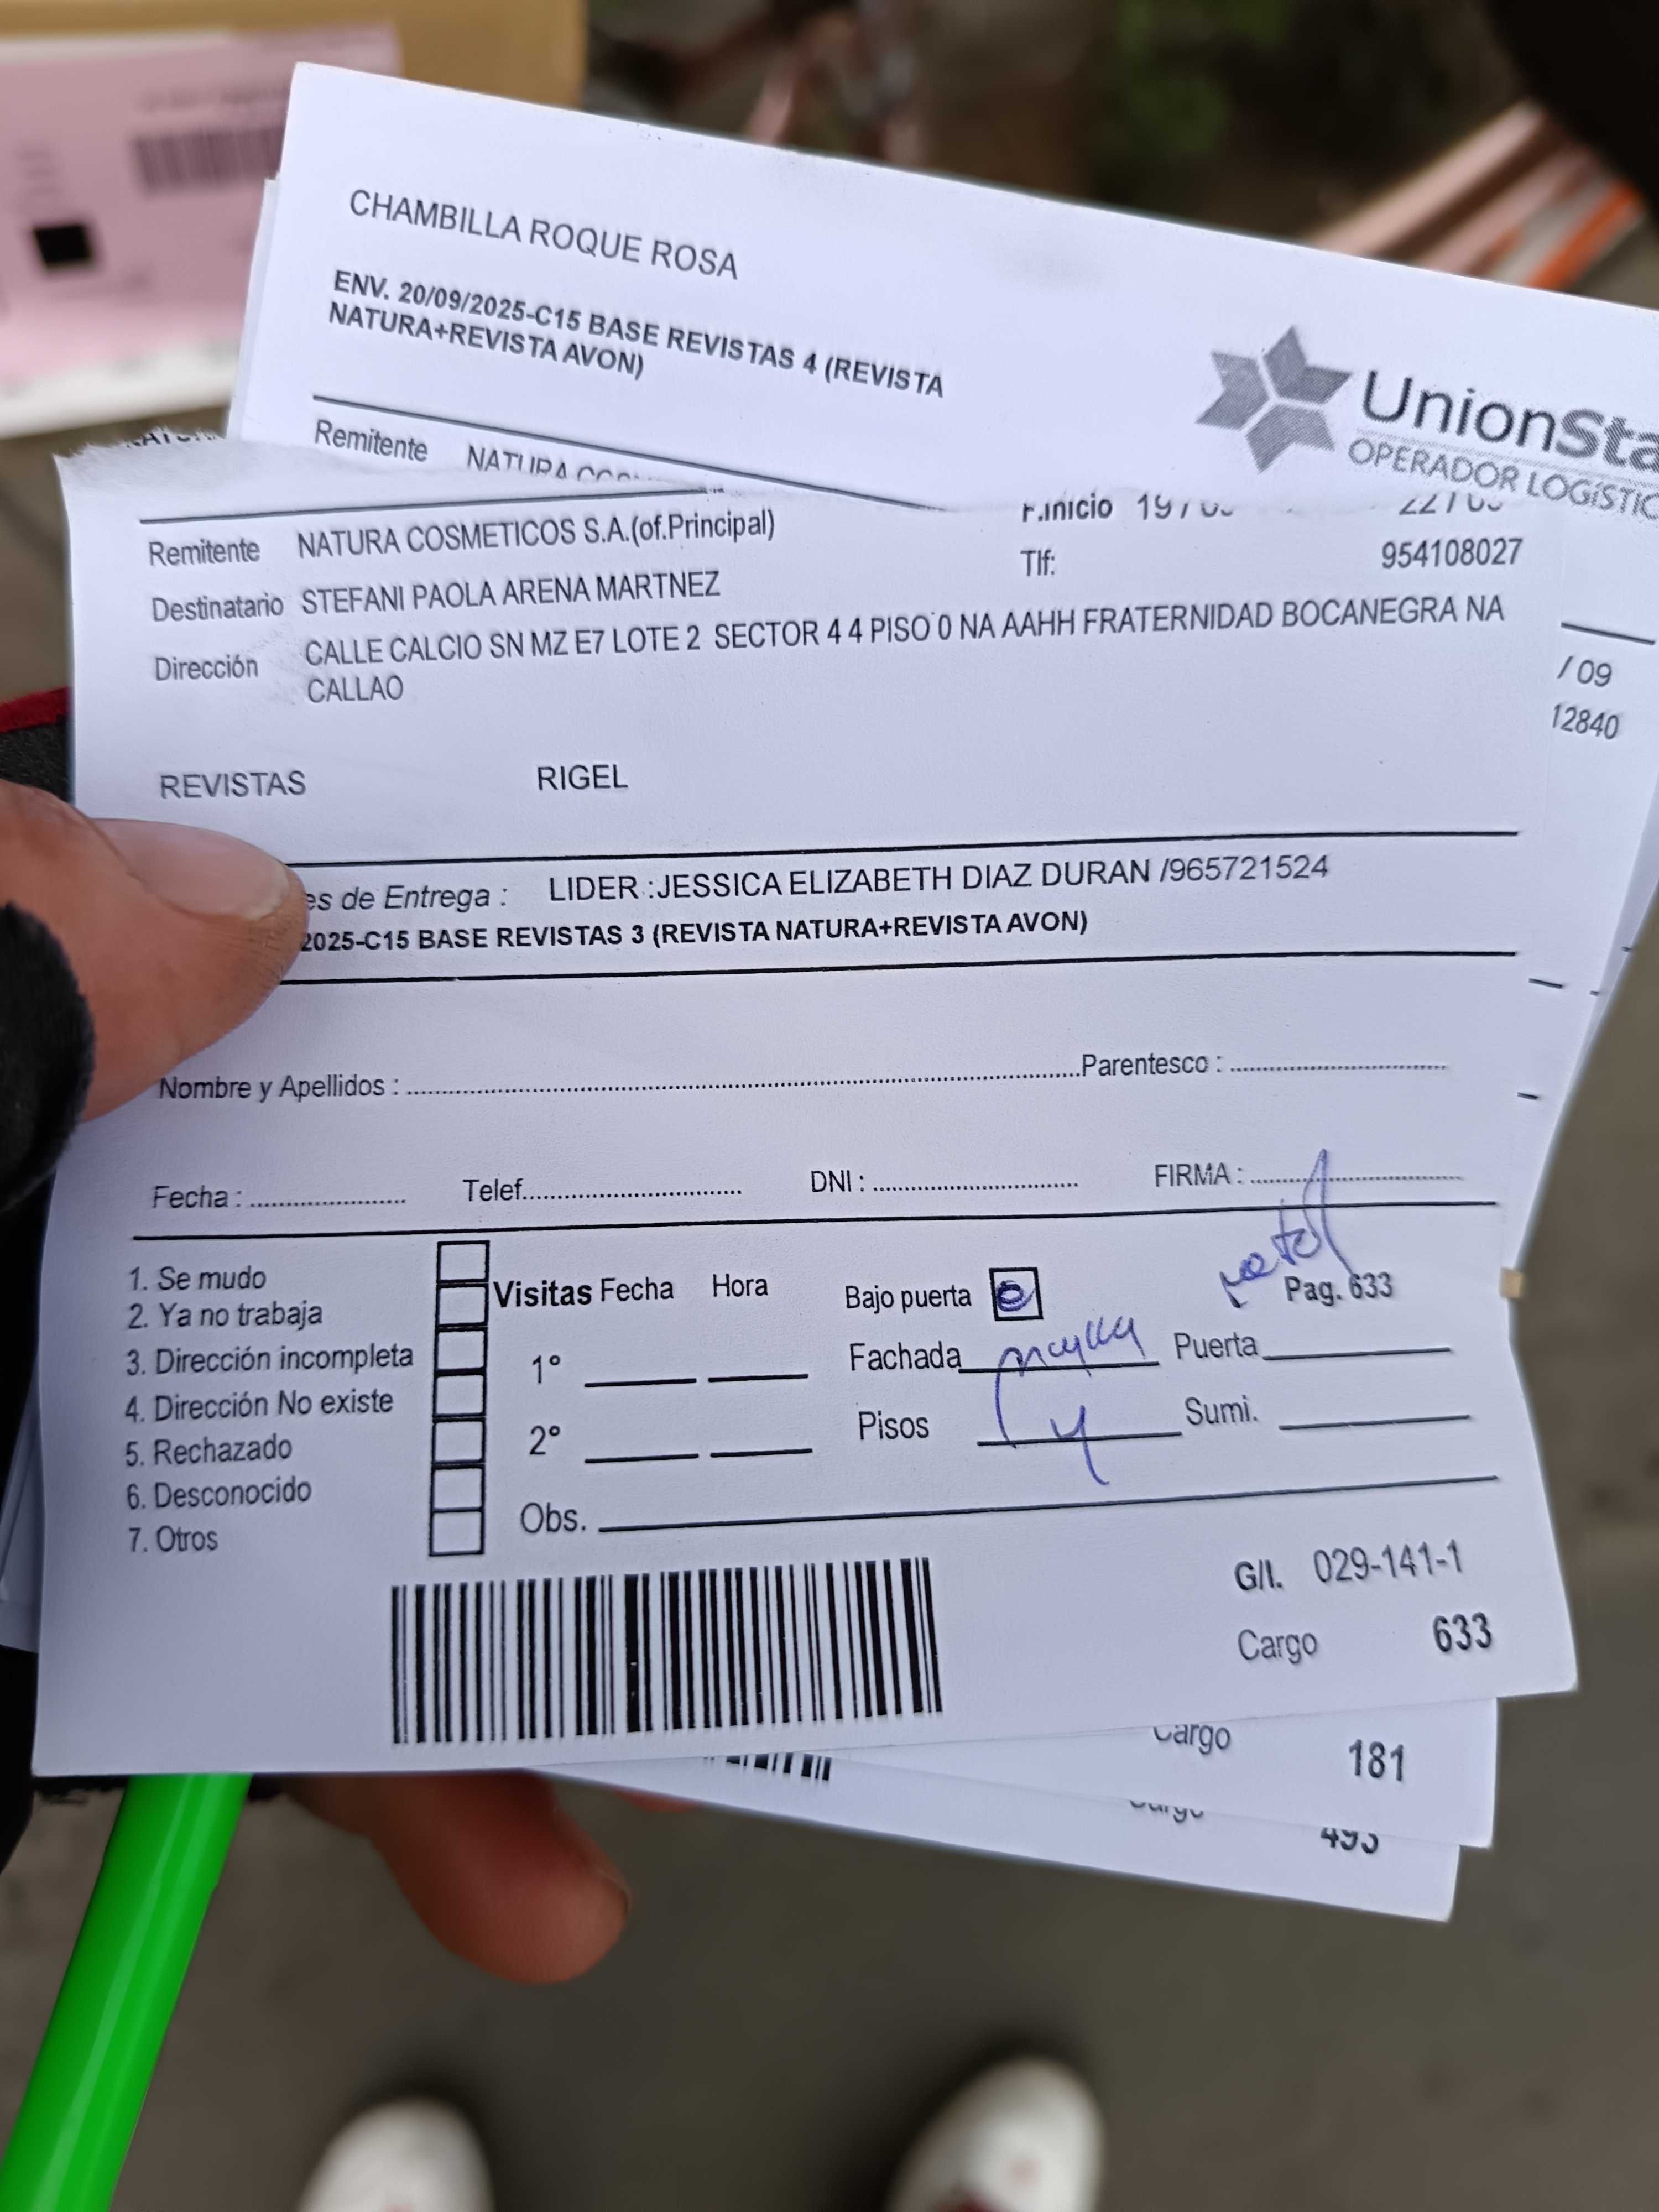 CHAMBILLA ROQUE ROSA
ENV. 20/09/2025-C15 BASE REVISTAS 4 (REVISTA
NATURA+REVISTA AVON)
UnionSta
OPERADOR LOGíSTIC
Remitente NATURA
F.Inicio
Remitente NATURA COSMETICOS S.A.(of.Principal)
Tlf: 954108027
Destinatario STEFANI PAOLA ARENA MARTNEZ
Dirección CALLE CALCIO SN MZ E7 LOTE 2 SECTOR 4 4 PISO 0 NA AAHH FRATERNIDAD BOCANEGRA NA
CALLAO
/ 09
12840
REVISTAS RIGEL
es de Entrega : LIDER :JESSICA ELIZABETH DIAZ DURAN /965721524
2025-C15 BASE REVISTAS 3 (REVISTA NATURA+REVISTA AVON)
Nombre y Apellidos : Parentesco :
Fecha : Telef. DNI : FIRMA :
1. Se mudo
2. Ya no trabaja
3. Dirección incompleta
4. Dirección No existe
5. Rechazado
6. Desconocido
7. Otros
Visitas Fecha Hora
1°
2°
Obs.
Bajo puerta
Pag. 633
Fachada Puerta
Pisos 4 Sumi.
G/I. 029-141-1
Cargo 633
Cargo 181
Cargo 493